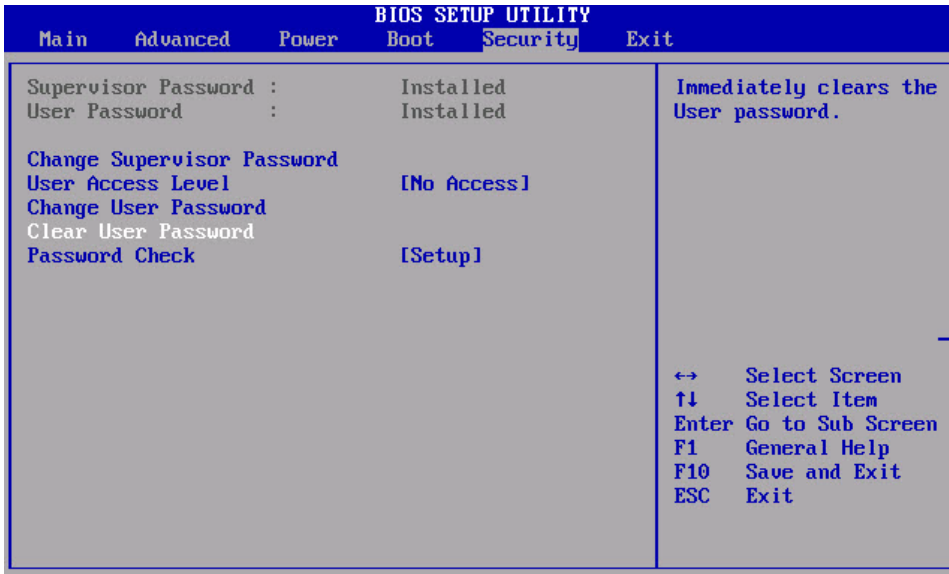 BIOS SETUP UTILITY
Main Advanced Power Boot Security Exit
Supervisor Password : Installed
User Password : Installed
Change Supervisor Password
User Access Level [No Access]
Change User Password
Clear User Password
Password Check [Setup]
Immediately clears the
User password.
↔ Select Screen
↑↓ Select Item
Enter Go to Sub Screen
F1 General Help
F10 Save and Exit
ESC Exit